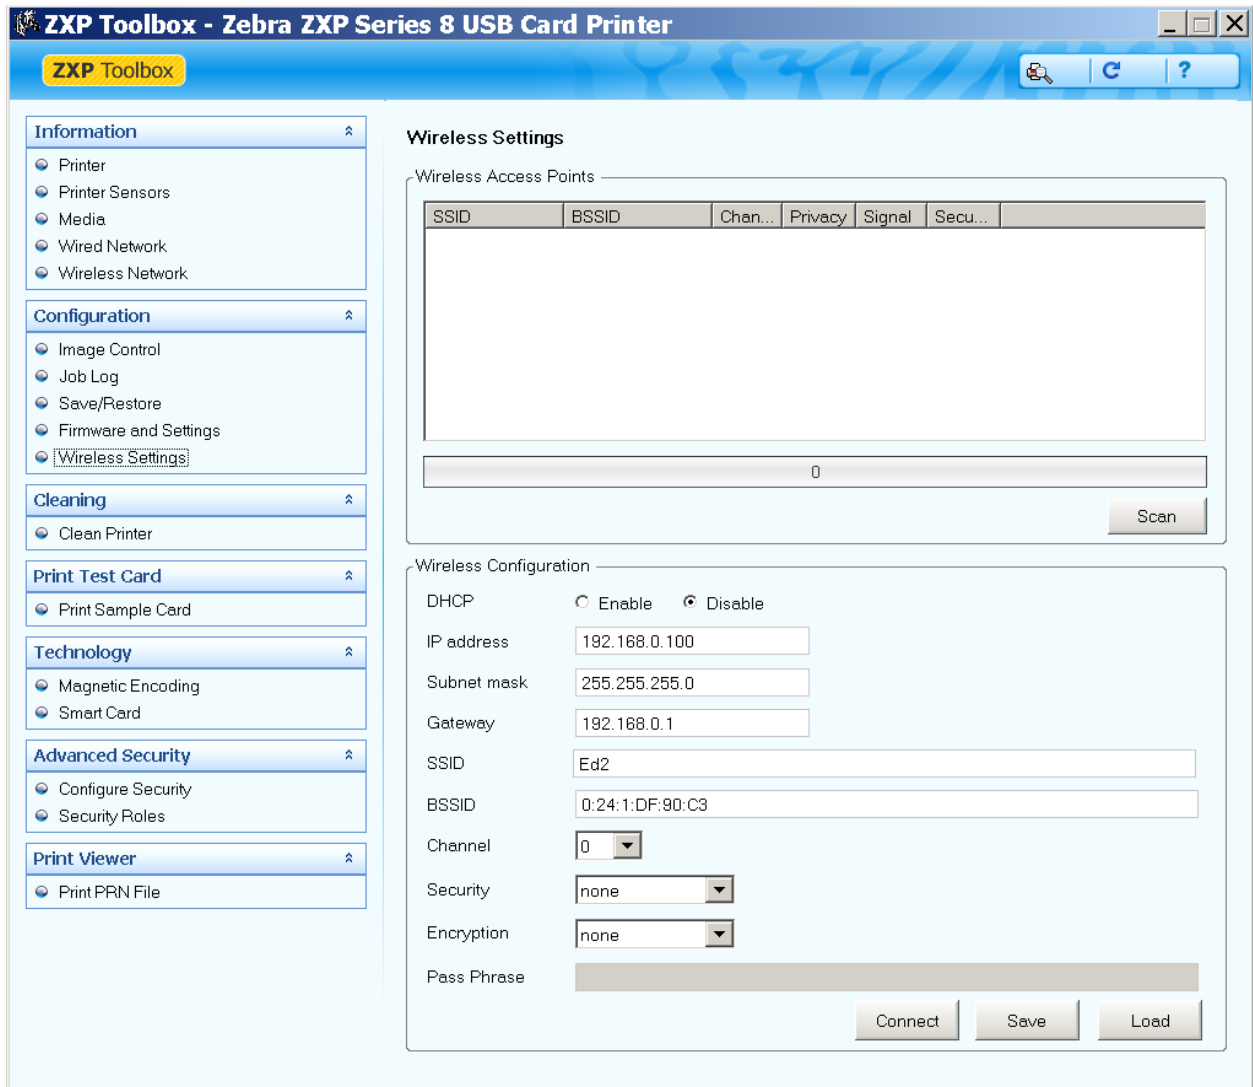 ZXP Toolbox - Zebra ZXP Series 8 USB Card Printer
ZXP Toolbox
?
Information
Printer
Printer Sensors
Media
Wired Network
Wireless Network
Configuration
Image Control
Job Log
Save/Restore
Firmware and Settings
Wireless Settings
Cleaning
Clean Printer
Print Test Card
Print Sample Card
Technology
Magnetic Encoding
Smart Card
Advanced Security
Configure Security
Security Roles
Print Viewer
Print PRN File
Wireless Settings
Wireless Access Points
SSID BSSID Chan... Privacy Signal Secu...
0
Scan
Wireless Configuration
DHCP Enable Disable
IP address 192.168.0.100
Subnet mask 255.255.255.0
Gateway 192.168.0.1
SSID Ed2
BSSID 0:24:1:DF:90:C3
Channel 0
Security none
Encryption none
Pass Phrase
Connect Save Load